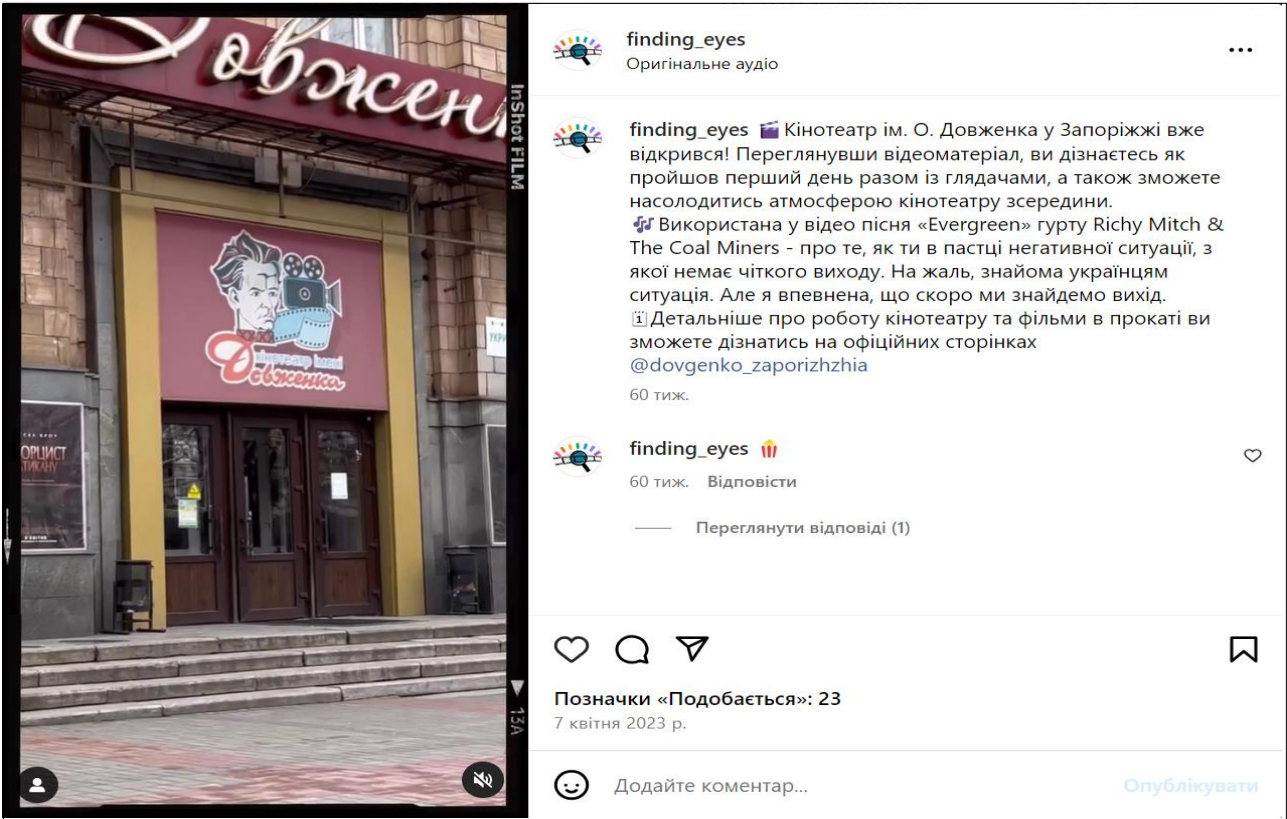 Довжен
InShot FILM
кінотеатр імені
Довженка
УКРА
ОРЦИСТ
АТИКАНУ
13A
finding_eyes
Оригінальне аудіо
finding_eyes 🎬 Кінотеатр ім. О. Довженка у Запоріжжі вже
відкрився! Переглянувши відеоматеріал, ви дізнаєтесь як
пройшов перший день разом із глядачами, а також зможете
насолодитись атмосферою кінотеатру зсередини.
🎶 Використана у відео пісня «Evergreen» гурту Richy Mitch &
The Coal Miners - про те, як ти в пастці негативної ситуації, з
якої немає чіткого виходу. На жаль, знайома українцям
ситуація. Але я впевнена, що скоро ми знайдемо вихід.
Детальніше про роботу кінотеатру та фільми в прокаті ви
зможете дізнатись на офіційних сторінках
@dovgenko_zaporizhzhia
60 тиж.
finding_eyes 🍿
60 тиж. Відповісти
Переглянути відповіді (1)
Позначки «Подобається»: 23
7 квітня 2023 р.
Додайте коментар...
Опублікувати